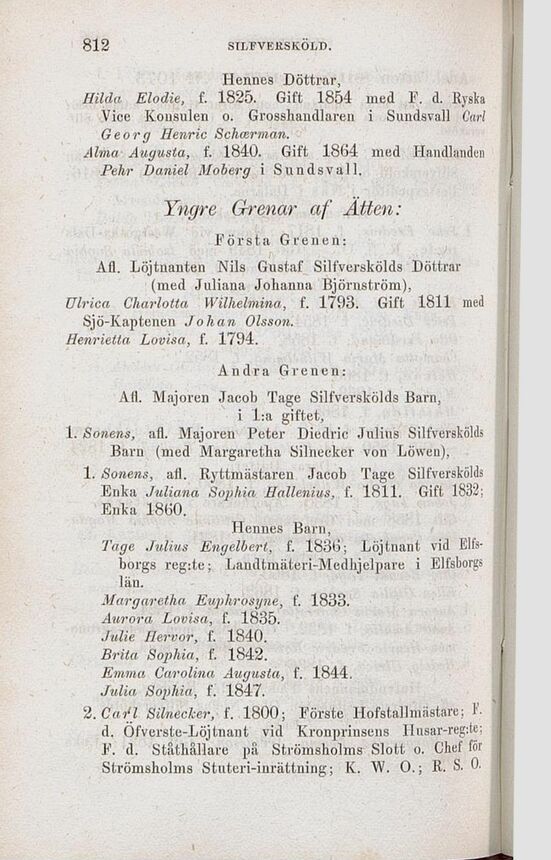 812 SILFVERSKÖLD.
Hennes Döttrar,
Hilda Elodie, f. 1825. Gift 1854 med F. d. Ryska
Vice Konsulen o. Grosshandlaren i Sundsvall Carl
Georg Henric Schærman.
Alma Augusta, f. 1840. Gift 1864 med Handlanden
Pehr Daniel Moberg i Sundsvall.
Yngre Grenar af Ätten:
Första Grenen:
Afl. Löjtnanten Nils Gustaf Silfverskölds Döttrar
(med Juliana Johanna Björnström),
Ulrica Charlotta Wilhelmina, f. 1793. Gift 1811 med
Sjö-Kaptenen Johan Olsson.
Henrietta Lovisa, f. 1794.
Andra Grenen:
Afl. Majoren Jacob Tage Silfverskölds Barn,
i 1:a giftet,
1. Sonens, afl. Majoren Peter Diedric Julius Silfverskölds
Barn (med Margaretha Silnecker von Löwen),
1. Sonens, afl. Ryttmästaren Jacob Tage Silfverskölds
Enka Juliana Sophia Hallenius, f. 1811. Gift 1832;
Enka 1860.
Hennes Barn,
Tage Julius Engelbert, f. 1836; Löjtnant vid Elfs-
borgs reg:te; Landtmäteri-Medhjelpare i Elfsborgs
län.
Margaretha Euphrosyne, f. 1833.
Aurora Lovisa, f. 1835.
Julie Hervor, f. 1840.
Brita Sophia, f. 1842.
Emma Carolina Augusta, f. 1844.
Julia Sophia, f. 1847.
2. Carl Silnecker, f. 1800; Förste Hofstallmästare; F.
d. Öfverste-Löjtnant vid Kronprinsens Husar-reg:te;
F. d. Ståthållare på Strömsholms Slott o. Chef för
Strömsholms Stuteri-inrättning; K. W. O.; R. S. O.